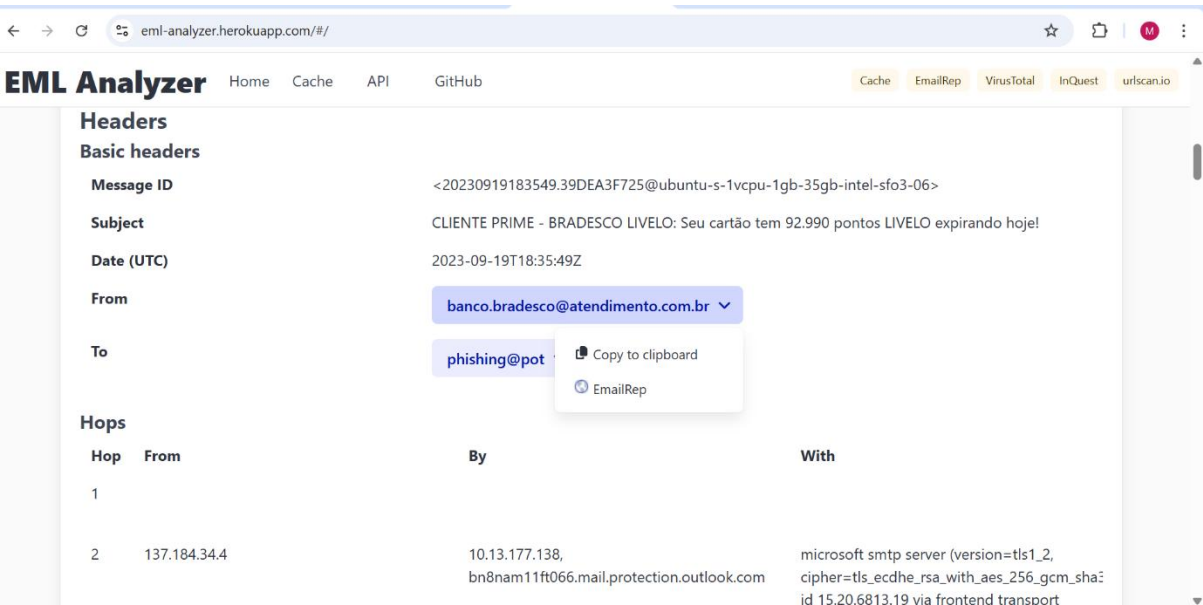 eml-analyzer.herokuapp.com/#/
M
EML Analyzer Home Cache API GitHub Cache EmailRep VirusTotal InQuest urlscan.io
Headers
Basic headers
Message ID <20230919183549.39DEA3F725@ubuntu-s-1vcpu-1gb-35gb-intel-sfo3-06>
Subject CLIENTE PRIME - BRADESCO LIVELO: Seu cartão tem 92.990 pontos LIVELO expirando hoje!
Date (UTC) 2023-09-19T18:35:49Z
From banco.bradesco@atendimento.com.br
To phishing@pot
Copy to clipboard
EmailRep
Hops
Hop From By With
1
2 137.184.34.4 10.13.177.138, microsoft smtp server (version=tls1_2,
bn8nam11ft066.mail.protection.outlook.com cipher=tls_ecdhe_rsa_with_aes_256_gcm_sha3
id 15.20.6813.19 via frontend transport